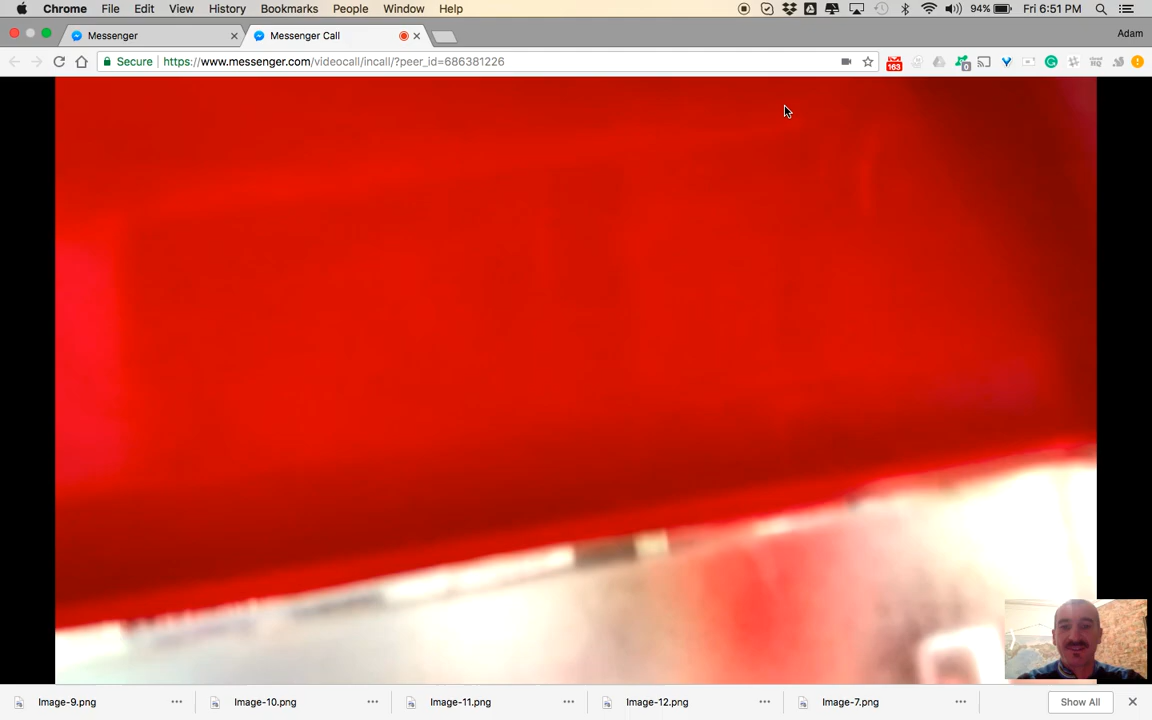 Chrome File Edit View History Bookmarks People Window Help 94% Fri 6:51 PM
Messenger Messenger Call Adam
Secure https://www.messenger.com/videocall/incall/?peer_id=686381226 163 0
Image-9.png Image-10.png Image-11.png Image-12.png Image-7.png Show All